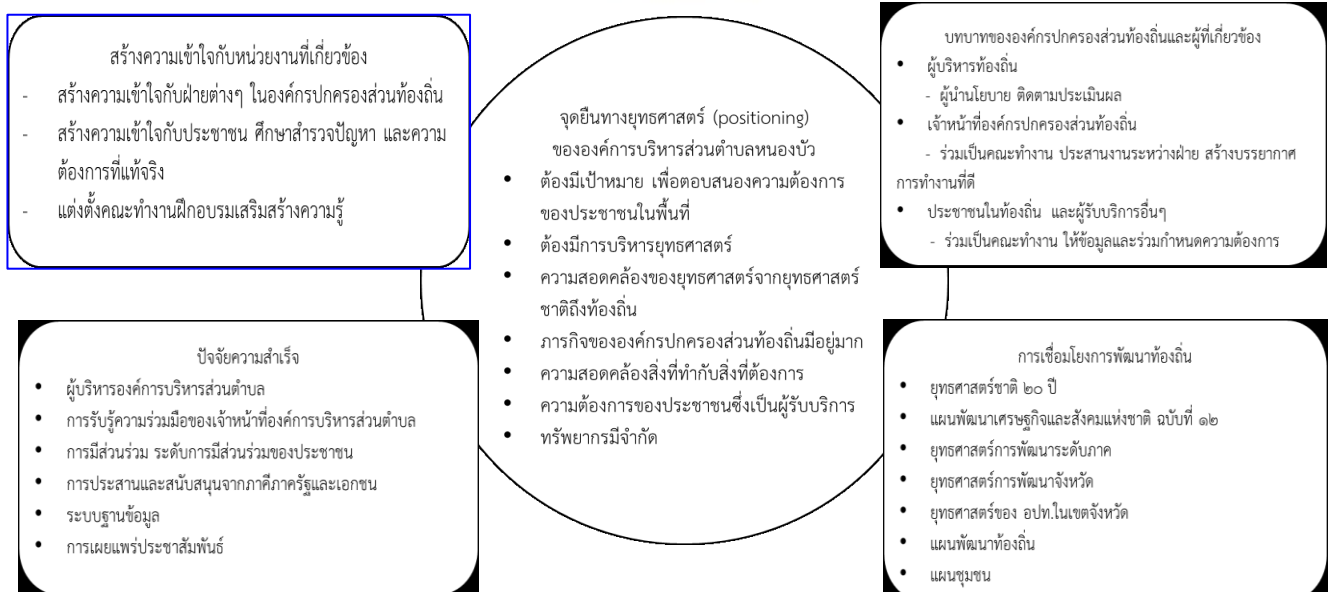 สร้างความเข้าใจกับหน่วยงานที่เกี่ยวข้อง
- สร้างความเข้าใจกับฝ่ายต่างๆ ในองค์กรปกครองส่วนท้องถิ่น
- สร้างความเข้าใจกับประชาชน ศึกษาสำรวจปัญหา และความ
ต้องการที่แท้จริง
- แต่งตั้งคณะทำงานฝึกอบรมเสริมสร้างความรู้
จุดยืนทางยุทธศาสตร์ (positioning)
ขององค์การบริหารส่วนตำบลหนองบัว
• ต้องมีเป้าหมาย เพื่อตอบสนองความต้องการ
ของประชาชนในพื้นที่
• ต้องมีการบริหารยุทธศาสตร์
• ความสอดคล้องของยุทธศาสตร์จากยุทธศาสตร์
ชาติถึงท้องถิ่น
• ภารกิจขององค์กรปกครองส่วนท้องถิ่นมีอยู่มาก
• ความสอดคล้องสิ่งที่ทำกับสิ่งที่ต้องการ
• ความต้องการของประชาชนซึ่งเป็นผู้รับบริการ
• ทรัพยากรมีจำกัด
บทบาทขององค์กรปกครองส่วนท้องถิ่นและผู้ที่เกี่ยวข้อง
• ผู้บริหารท้องถิ่น
- ผู้นำนโยบาย ติดตามประเมินผล
• เจ้าหน้าที่องค์กรปกครองส่วนท้องถิ่น
- ร่วมเป็นคณะทำงาน ประสานงานระหว่างฝ่าย สร้างบรรยากาศ
การทำงานที่ดี
• ประชาชนในท้องถิ่น และผู้รับบริการอื่นๆ
- ร่วมเป็นคณะทำงาน ให้ข้อมูลและร่วมกำหนดความต้องการ
ปัจจัยความสำเร็จ
• ผู้บริหารองค์การบริหารส่วนตำบล
• การรับรู้ความร่วมมือของเจ้าหน้าที่องค์การบริหารส่วนตำบล
• การมีส่วนร่วม ระดับการมีส่วนร่วมของประชาชน
• การประสานและสนับสนุนจากภาคีภาครัฐและเอกชน
• ระบบฐานข้อมูล
• การเผยแพร่ประชาสัมพันธ์
การเชื่อมโยงการพัฒนาท้องถิ่น
• ยุทธศาสตร์ชาติ ๒๐ ปี
• แผนพัฒนาเศรษฐกิจและสังคมแห่งชาติ ฉบับที่ ๑๒
• ยุทธศาสตร์การพัฒนาระดับภาค
• ยุทธศาสตร์การพัฒนาจังหวัด
• ยุทธศาสตร์ของ อปท.ในเขตจังหวัด
• แผนพัฒนาท้องถิ่น
• แผนชุมชน